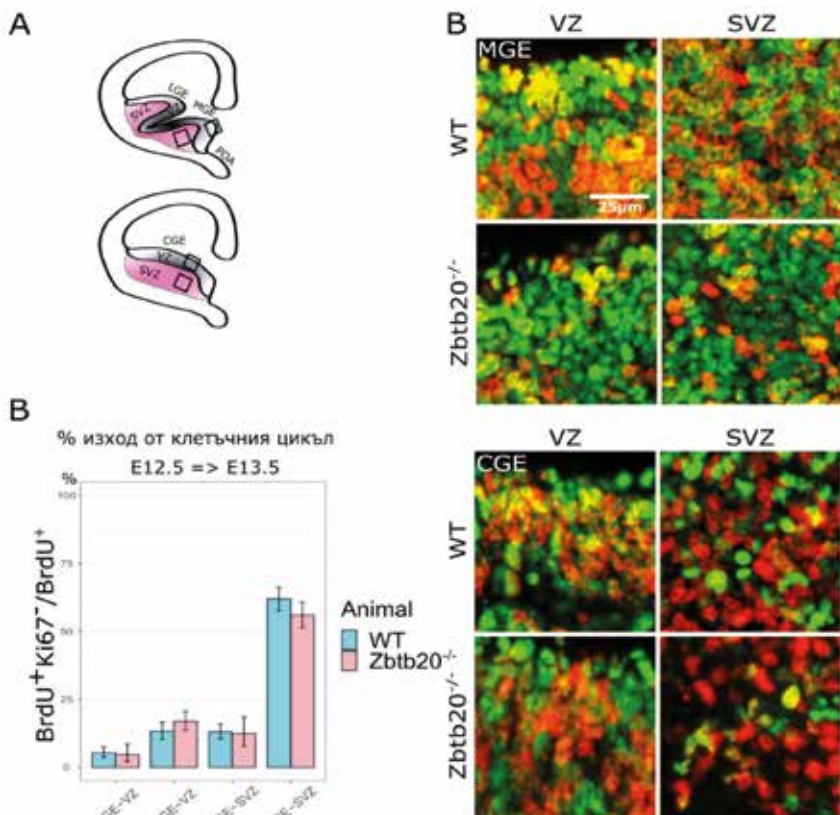 A
LGE
MGE
SVZ
POA
CGE
VZ
SVZ
B
% изход от клетъчния цикъл
E12.5 => E13.5
%
100
75
50
25
0
BrdU⁺Ki67⁻/BrdU⁺
Animal
WT
Zbtb20⁻/⁻
B
VZ SVZ
MGE
WT
25μm
Zbtb20⁻/⁻
VZ SVZ
CGE
WT
Zbtb20⁻/⁻